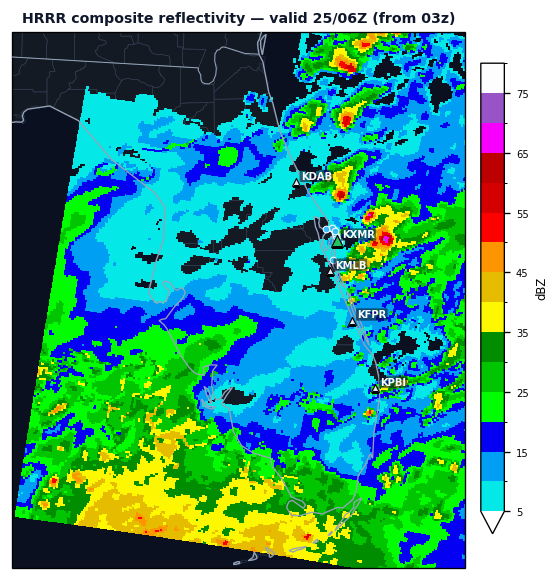 HRRR composite reflectivity — valid 25/06Z (from 03z)
KDAB
KXMR
KMLB
KFPR
KPBI
75
65
55
45
35
25
15
5
dBZ